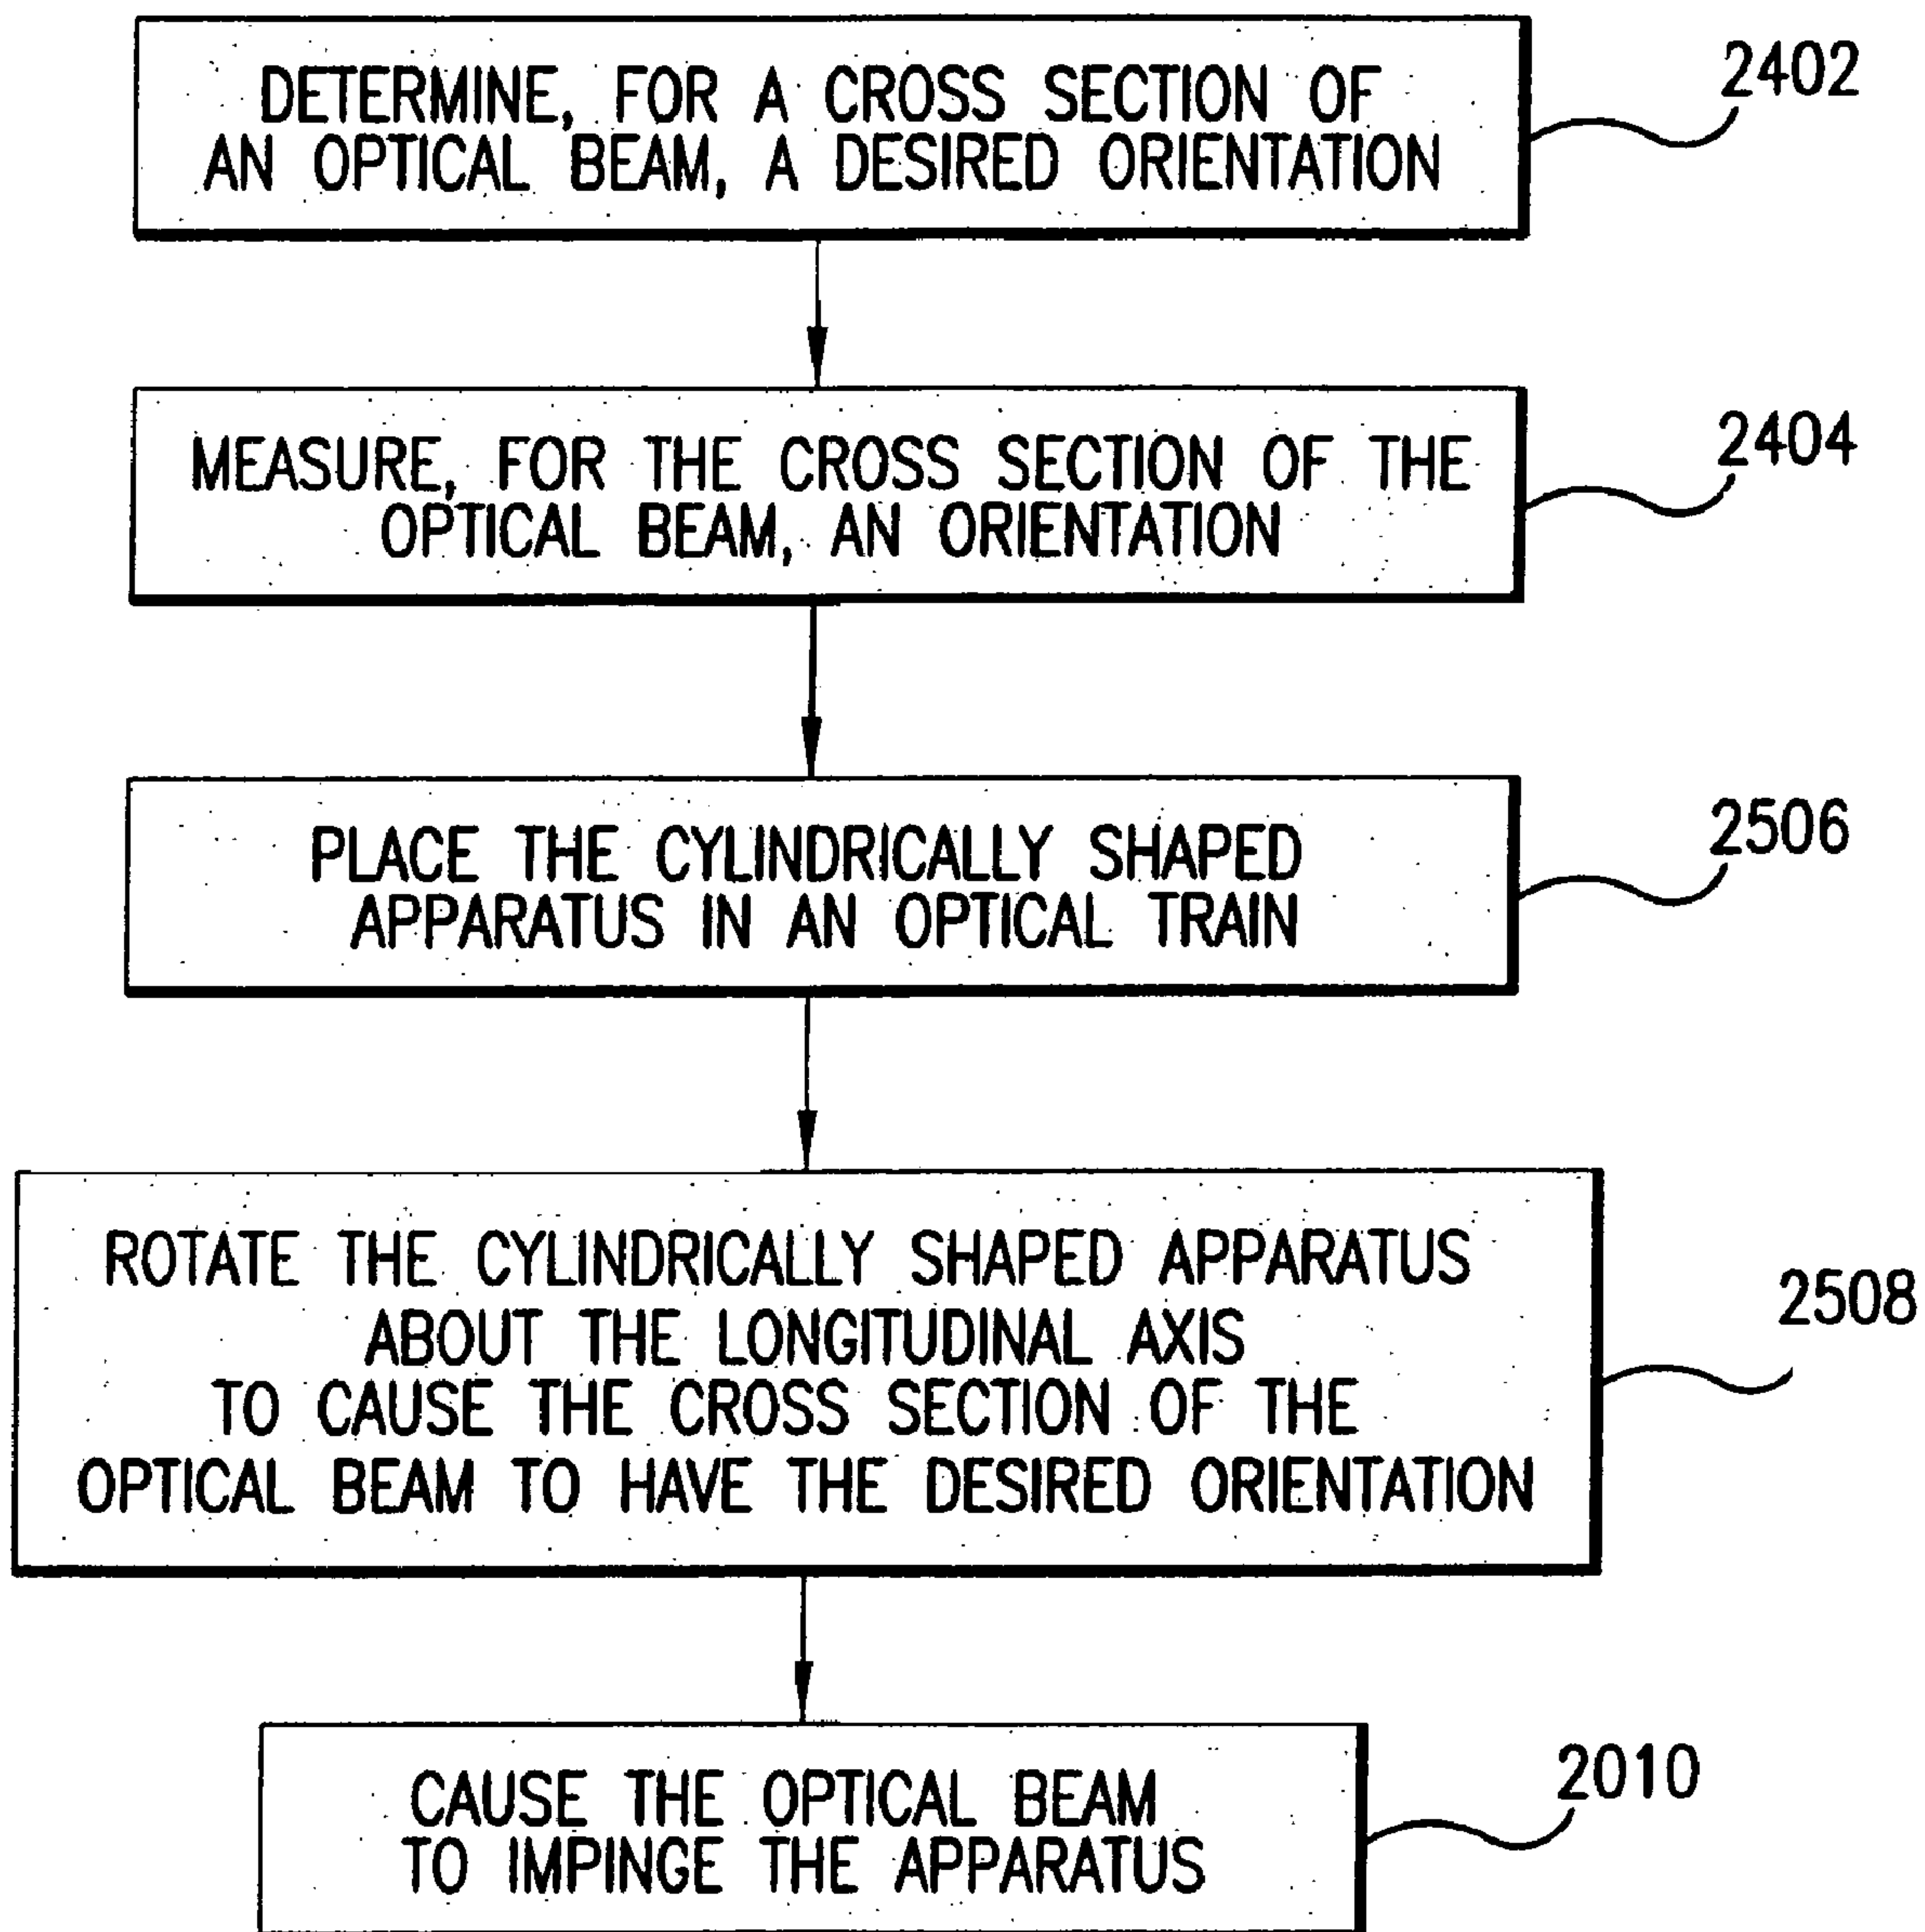 DETERMINE, FOR A CROSS SECTION OF
AN OPTICAL BEAM, A DESIRED ORIENTATION
2402
MEASURE, FOR THE CROSS SECTION OF THE
OPTICAL BEAM, AN ORIENTATION
2404
PLACE THE CYLINDRICALLY SHAPED
APPARATUS IN AN OPTICAL TRAIN
2506
ROTATE THE CYLINDRICALLY SHAPED APPARATUS
ABOUT THE LONGITUDINAL AXIS
TO CAUSE THE CROSS SECTION OF THE
OPTICAL BEAM TO HAVE THE DESIRED ORIENTATION
2508
CAUSE THE OPTICAL BEAM
TO IMPINGE THE APPARATUS
2010